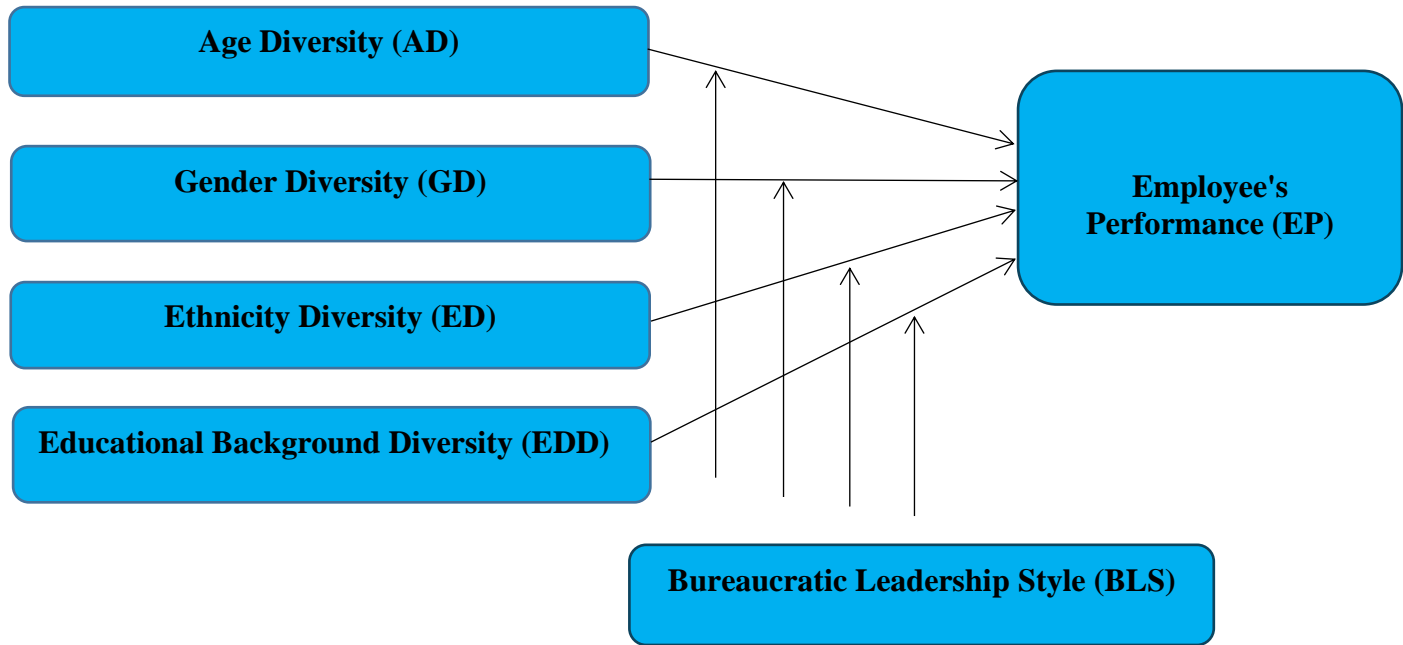 Age Diversity (AD)
Gender Diversity (GD)
Ethnicity Diversity (ED)
Educational Background Diversity (EDD)
Employee's
Performance (EP)
Bureaucratic Leadership Style (BLS)